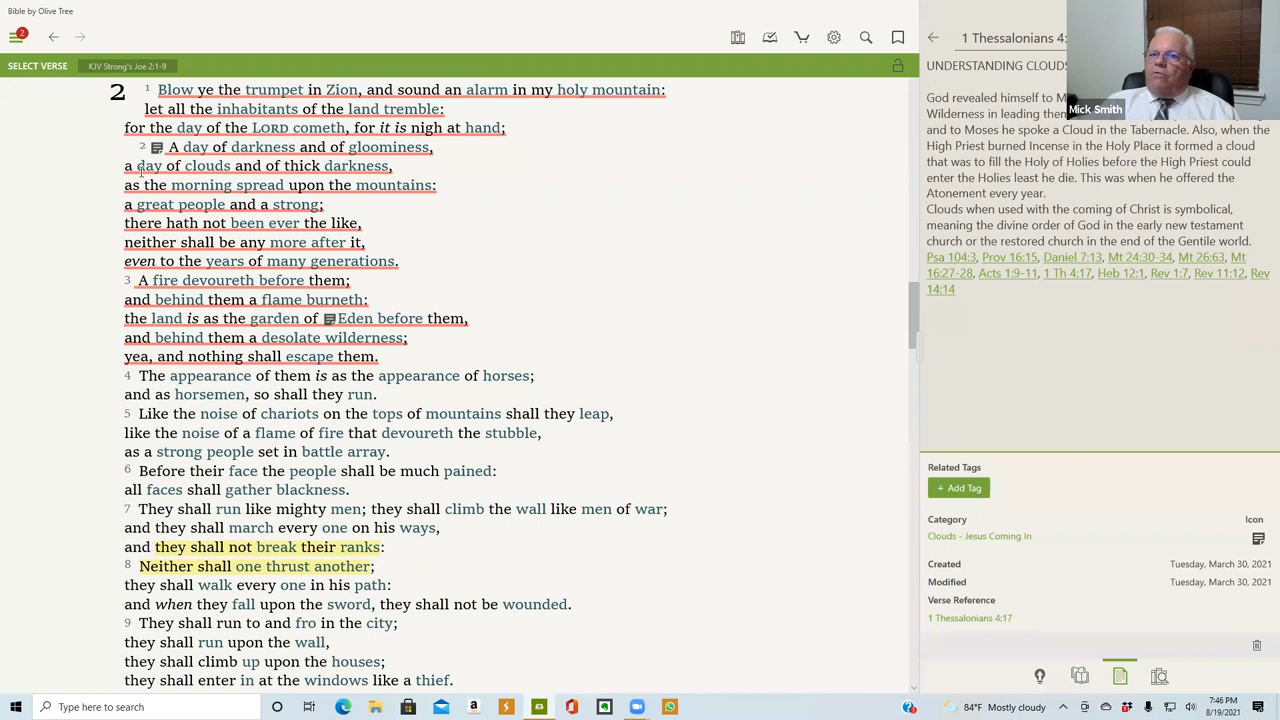 Bible by Olive Tree
2
SELECT VERSE
KJV Strong's Joe 2:1-9
2 1 Blow ye the trumpet in Zion, and sound an alarm in my holy mountain:
let all the inhabitants of the land tremble:
for the day of the LORD cometh, for it is nigh at hand;
2 A day of darkness and of gloominess,
a day of clouds and of thick darkness,
as the morning spread upon the mountains:
a great people and a strong;
there hath not been ever the like,
neither shall be any more after it,
even to the years of many generations.
3 A fire devoureth before them;
and behind them a flame burneth:
the land is as the garden of Eden before them,
and behind them a desolate wilderness;
yea, and nothing shall escape them.
4 The appearance of them is as the appearance of horses;
and as horsemen, so shall they run.
5 Like the noise of chariots on the tops of mountains shall they leap,
like the noise of a flame of fire that devoureth the stubble,
as a strong people set in battle array.
6 Before their face the people shall be much pained:
all faces shall gather blackness.
7 They shall run like mighty men; they shall climb the wall like men of war;
and they shall march every one on his ways,
and they shall not break their ranks:
8 Neither shall one thrust another;
they shall walk every one in his path:
and when they fall upon the sword, they shall not be wounded.
9 They shall run to and fro in the city;
they shall run upon the wall,
they shall climb up upon the houses;
they shall enter in at the windows like a thief.
1 Thessalonians 4:
UNDERSTANDING CLOUDS
Mick Smith
God revealed himself to M
Wilderness in leading them
and to Moses he spoke a Cloud in the Tabernacle. Also, when the
High Priest burned Incense in the Holy Place it formed a cloud
that was to fill the Holy of Holies before the High Priest could
enter the Holies least he die. This was when he offered the
Atonement every year.
Clouds when used with the coming of Christ is symbolical,
meaning the divine order of God in the early new testament
church or the restored church in the end of the Gentile world.
Psa 104:3, Prov 16:15, Daniel 7:13, Mt 24:30-34, Mt 26:63, Mt
16:27-28, Acts 1:9-11, 1 Th 4:17, Heb 12:1, Rev 1:7, Rev 11:12, Rev
14:14
Related Tags
+ Add Tag
Category Icon
Clouds - Jesus Coming In
Created Tuesday, March 30, 2021
Modified Tuesday, March 30, 2021
Verse Reference
1 Thessalonians 4:17
Type here to search
84°F Mostly cloudy
7:46 PM
8/19/2021